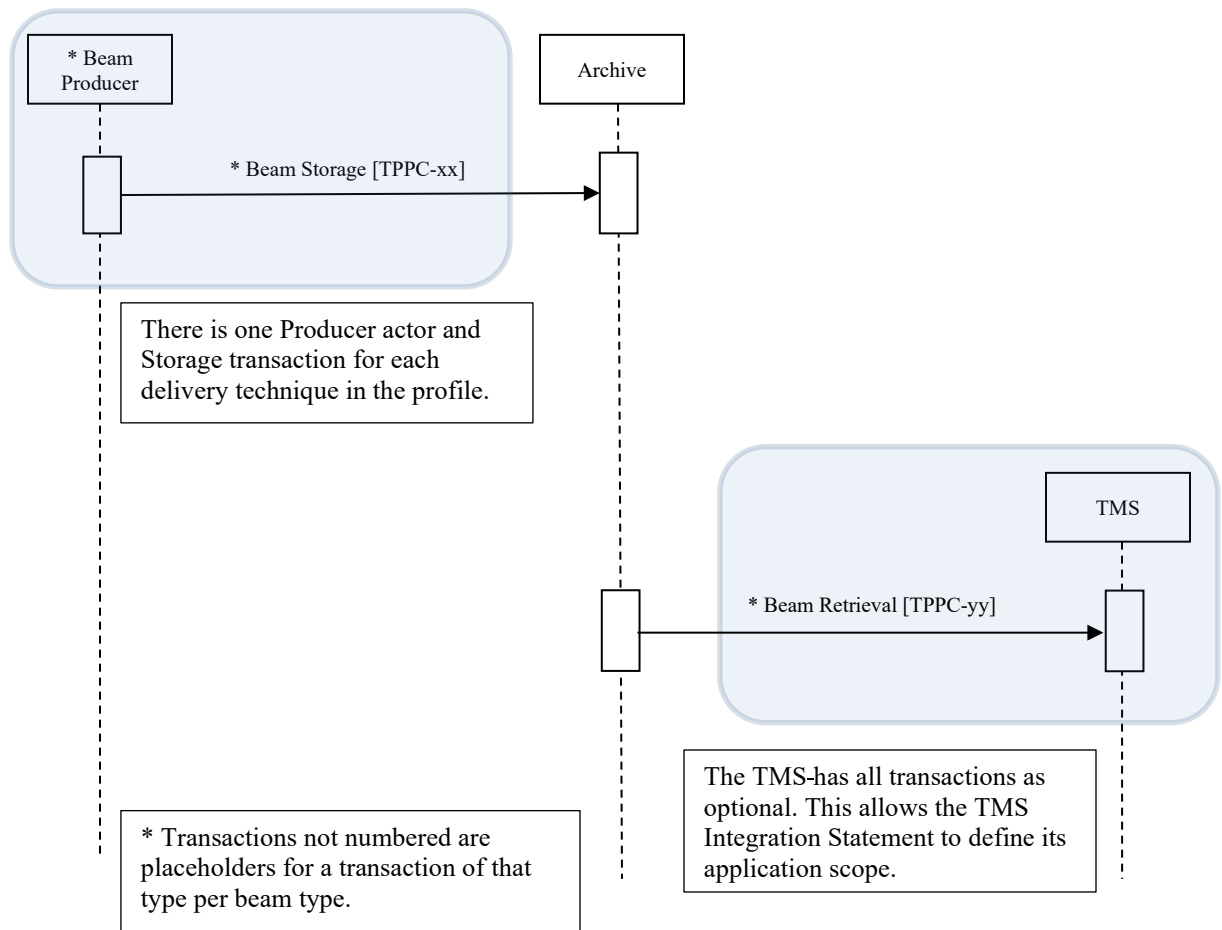 * Beam
Producer
Archive
* Beam Storage [TPPC-xx]
There is one Producer actor and
Storage transaction for each
delivery technique in the profile.
TMS
* Beam Retrieval [TPPC-yy]
The TMS-has all transactions as
optional. This allows the TMS
Integration Statement to define its
application scope.
* Transactions not numbered are
placeholders for a transaction of that
type per beam type.